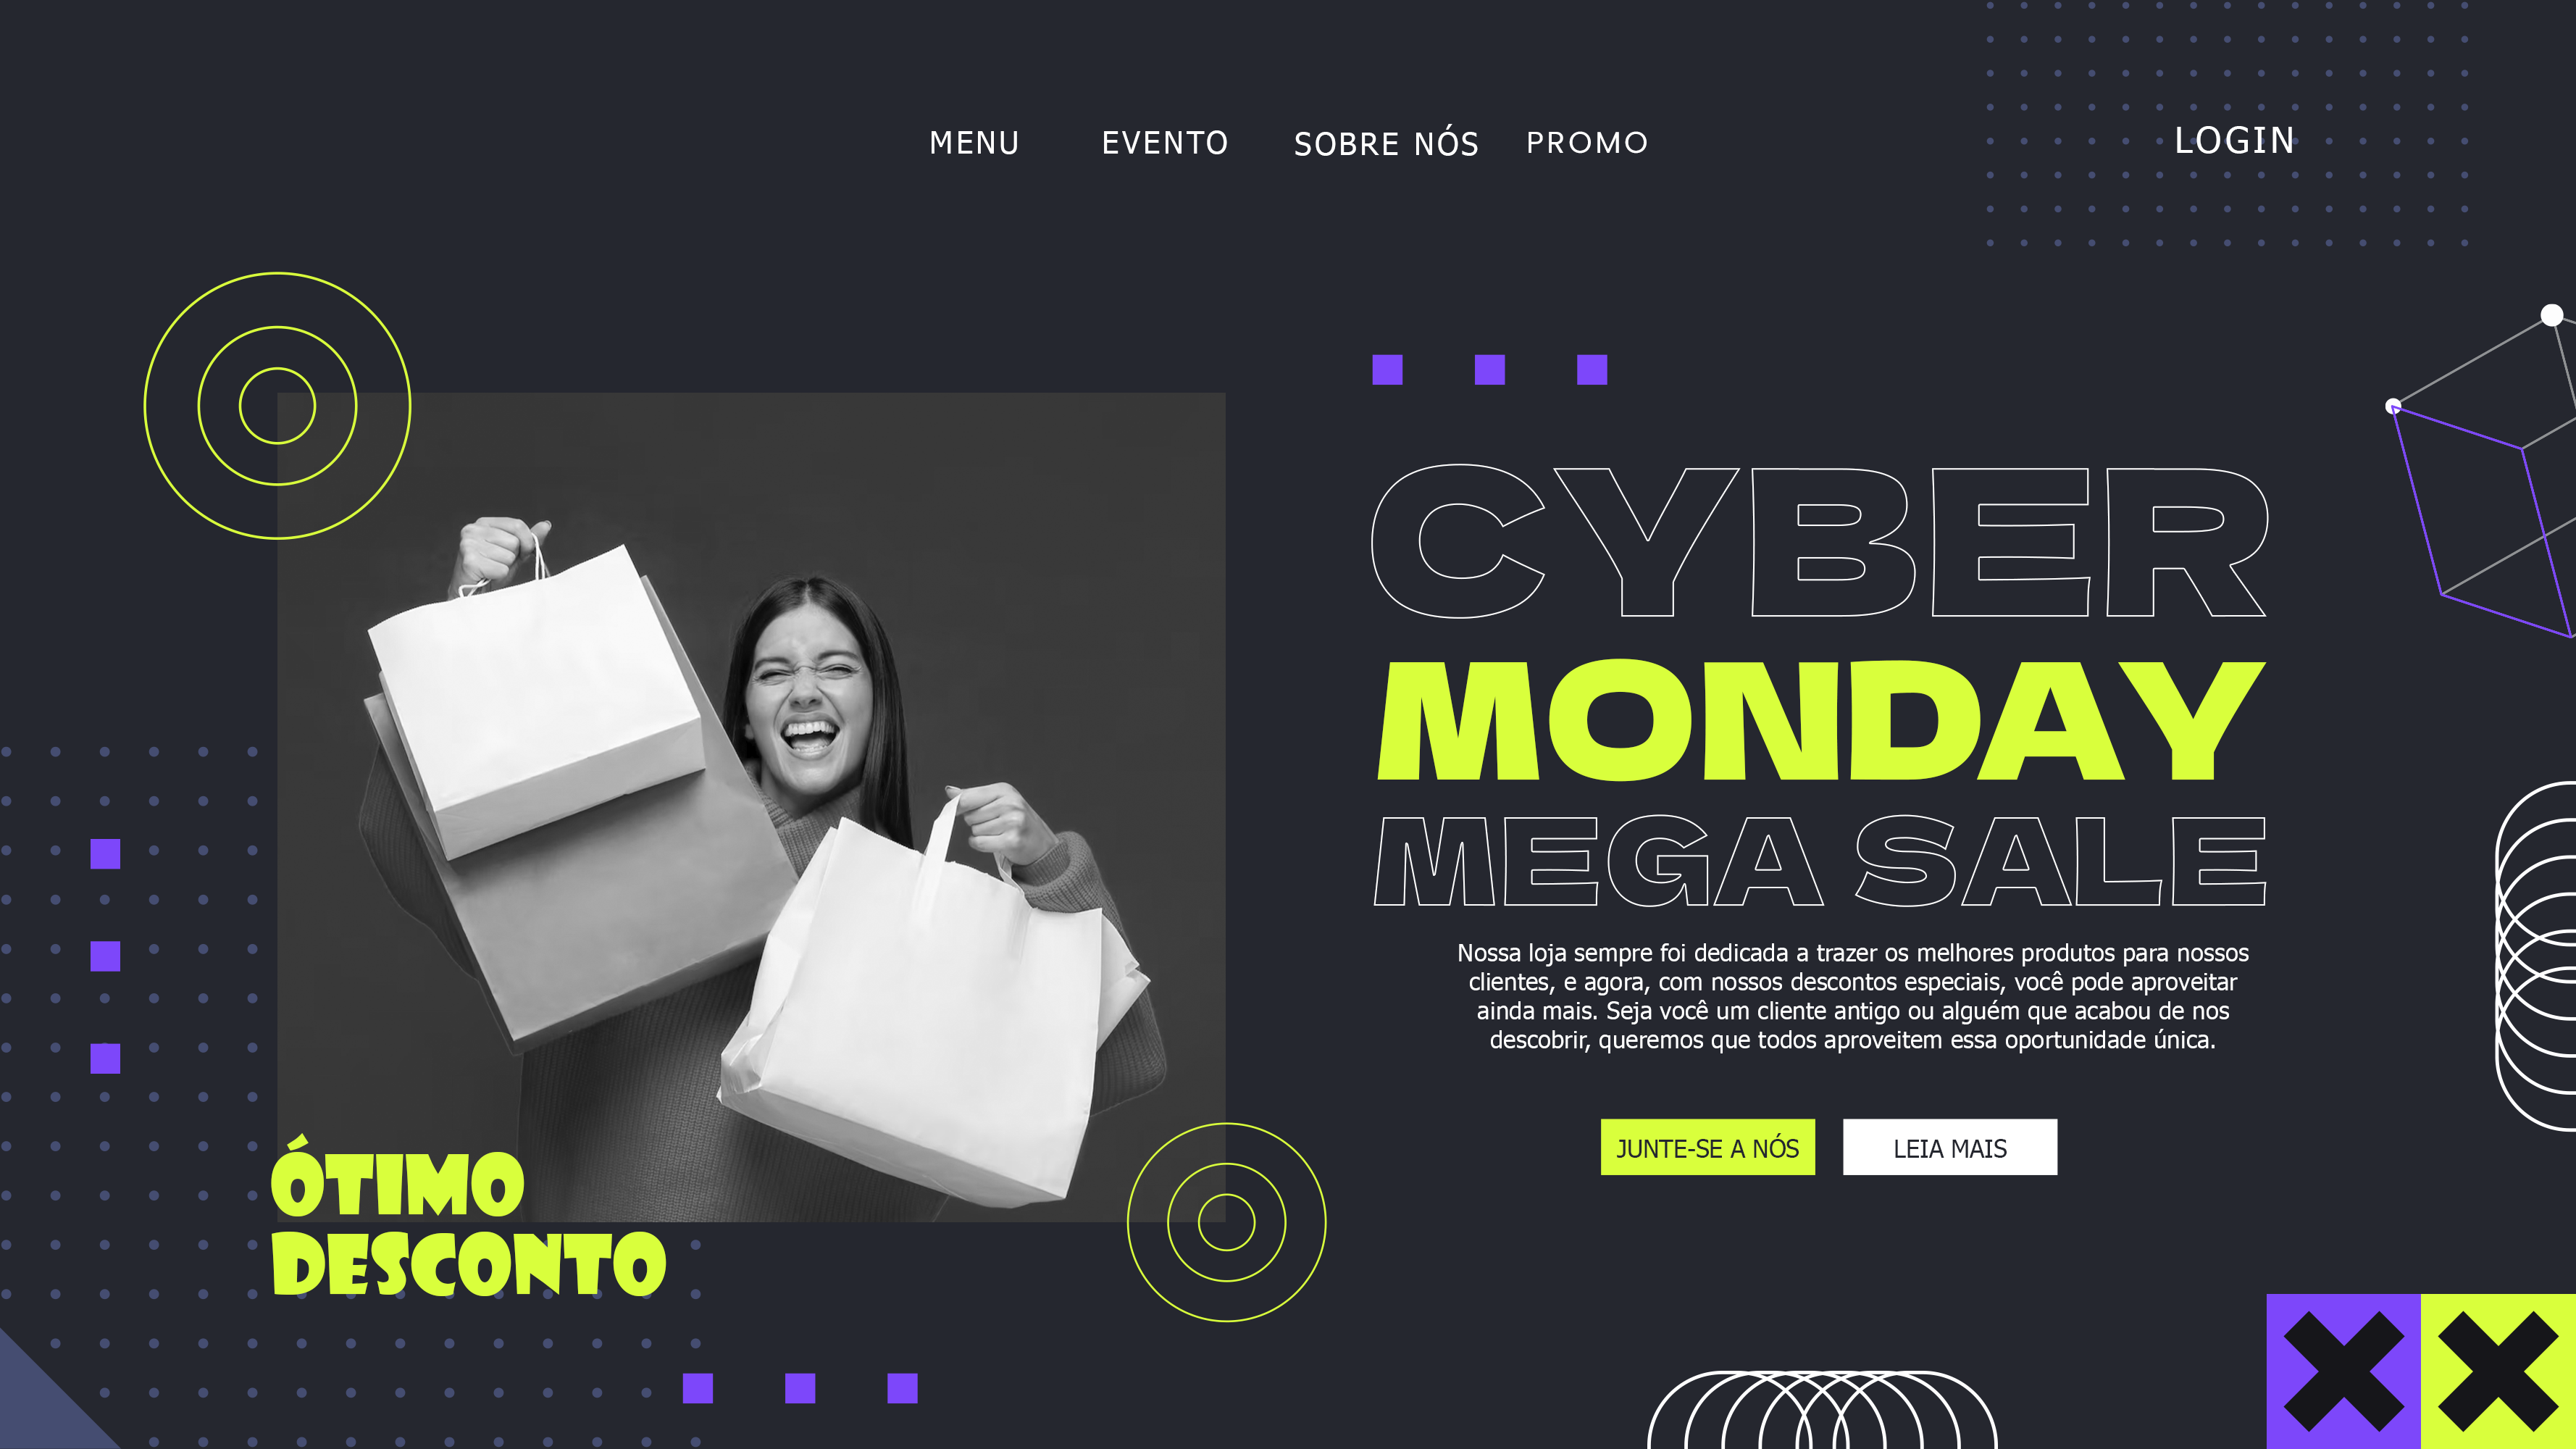 MENU EVENTO SOBRE NÓS PROMO LOGIN
CYBER
MONDAY
MEGA SALE
Nossa loja sempre foi dedicada a trazer os melhores produtos para nossos
clientes, e agora, com nossos descontos especiais, você pode aproveitar
ainda mais. Seja você um cliente antigo ou alguém que acabou de nos
descobrir, queremos que todos aproveitem essa oportunidade única.
JUNTE-SE A NÓS LEIA MAIS
ÓTIMO
DESCONTO